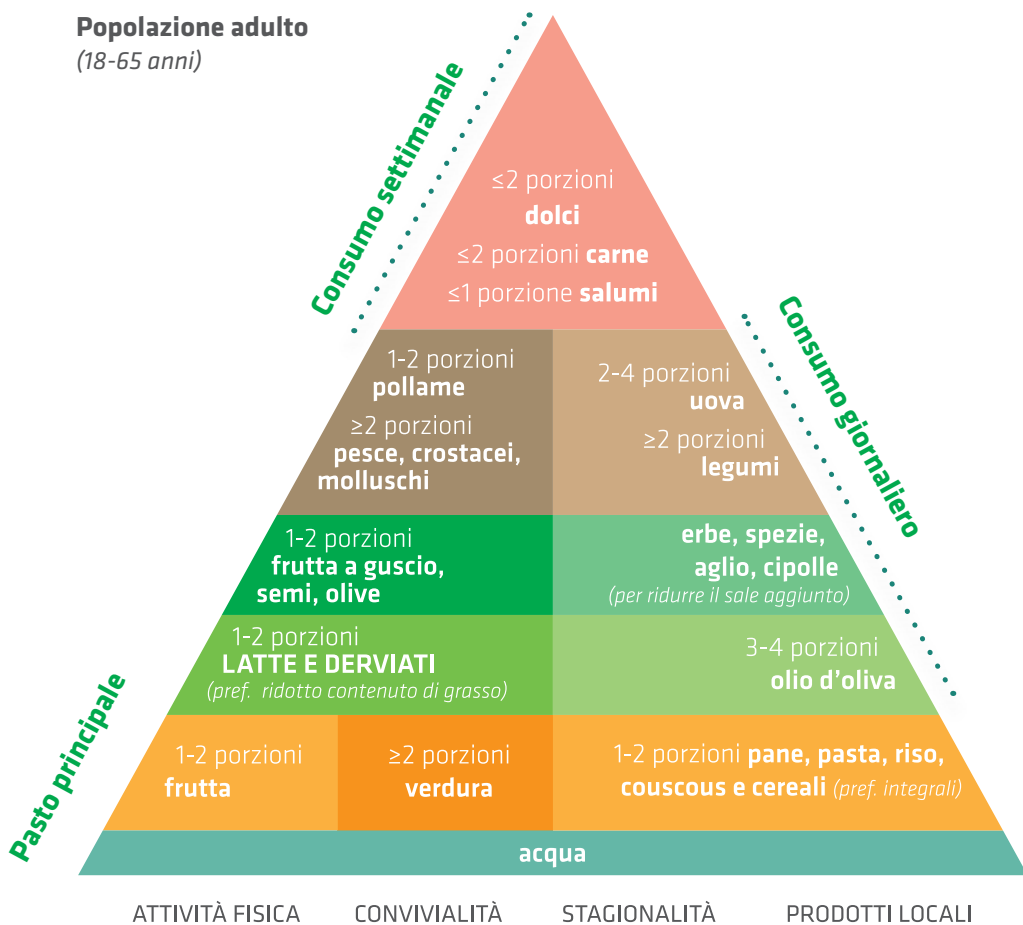 Popolazione adulto
(18-65 anni)
Consumo settimanale
≤2 porzioni
dolci
≤2 porzioni carne
≤1 porzione salumi
Consumo giornaliero
1-2 porzioni
pollame
≥2 porzioni
pesce, crostacei,
molluschi
2-4 porzioni
uova
≥2 porzioni
legumi
1-2 porzioni
frutta a guscio,
semi, olive
erbe, spezie,
aglio, cipolle
(per ridurre il sale aggiunto)
1-2 porzioni
LATTE E DERVIATI
(pref. ridotto contenuto di grasso)
3-4 porzioni
olio d'oliva
Pasto principale
1-2 porzioni
frutta
≥2 porzioni
verdura
1-2 porzioni pane, pasta, riso,
couscous e cereali (pref. integrali)
acqua
ATTIVITÀ FISICA CONVIVIALITÀ STAGIONALITÀ PRODOTTI LOCALI